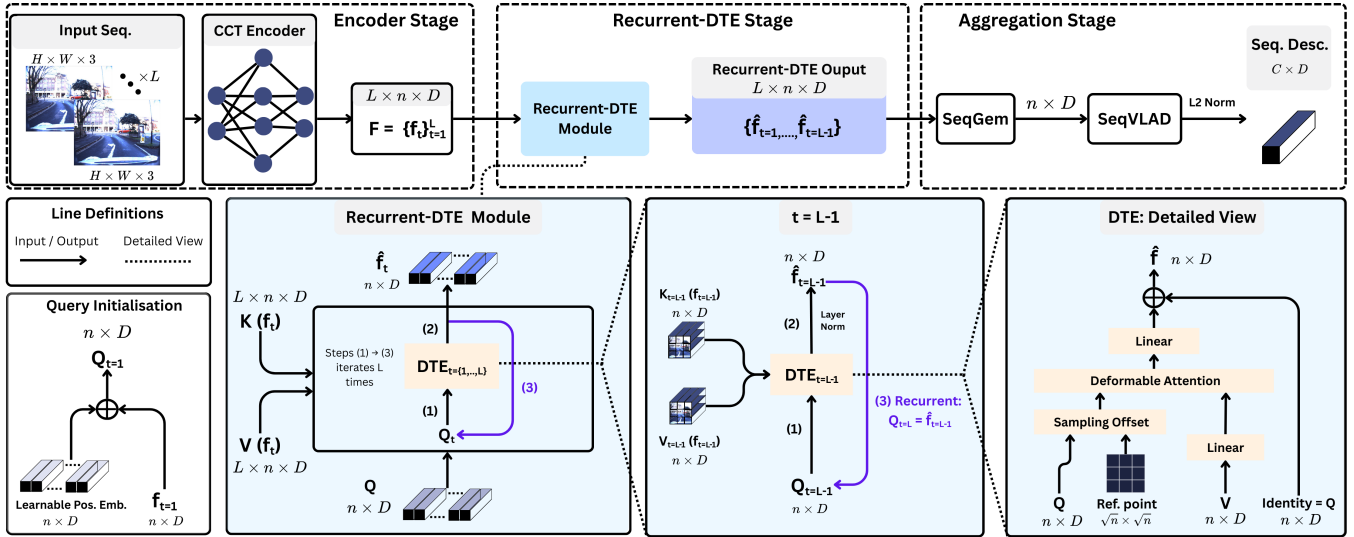 Encoder Stage
Input Seq.
H × W × 3
× L
H × W × 3
CCT Encoder
L × n × D
F = {f_t}^L_{t=1}
Recurrent-DTE Stage
Recurrent-DTE
Module
Recurrent-DTE Ouput
L × n × D
{f̂_{t=1},....,f̂_{t=L-1}}
Aggregation Stage
SeqGem
n × D
SeqVLAD
L2 Norm
Seq. Desc.
C × D
Line Definitions
Input / Output
Detailed View
Query Initialisation
n × D
Q_{t=1}
Learnable Pos. Emb.
n × D
f_{t=1}
n × D
Recurrent-DTE Module
f̂_t
n × D
L × n × D
K (f_t)
Steps (1) → (3)
iterates L
times
(2)
DTE_{t={1,..,L}}
(3)
(1)
Q_t
V (f_t)
L × n × D
Q
n × D
t = L-1
n × D
f̂_{t=L-1}
K_{t=L-1} (f_{t=L-1})
n × D
(2)
Layer
Norm
DTE_{t=L-1}
(3) Recurrent:
Q_{t=L} = f̂_{t=L-1}
(1)
V_{t=L-1} (f_{t=L-1})
n × D
Q_{t=L-1}
n × D
DTE: Detailed View
f̂
n × D
Linear
Deformable Attention
Sampling Offset
Linear
Q
n × D
Ref. point
√n × √n
V
n × D
Identity = Q
n × D